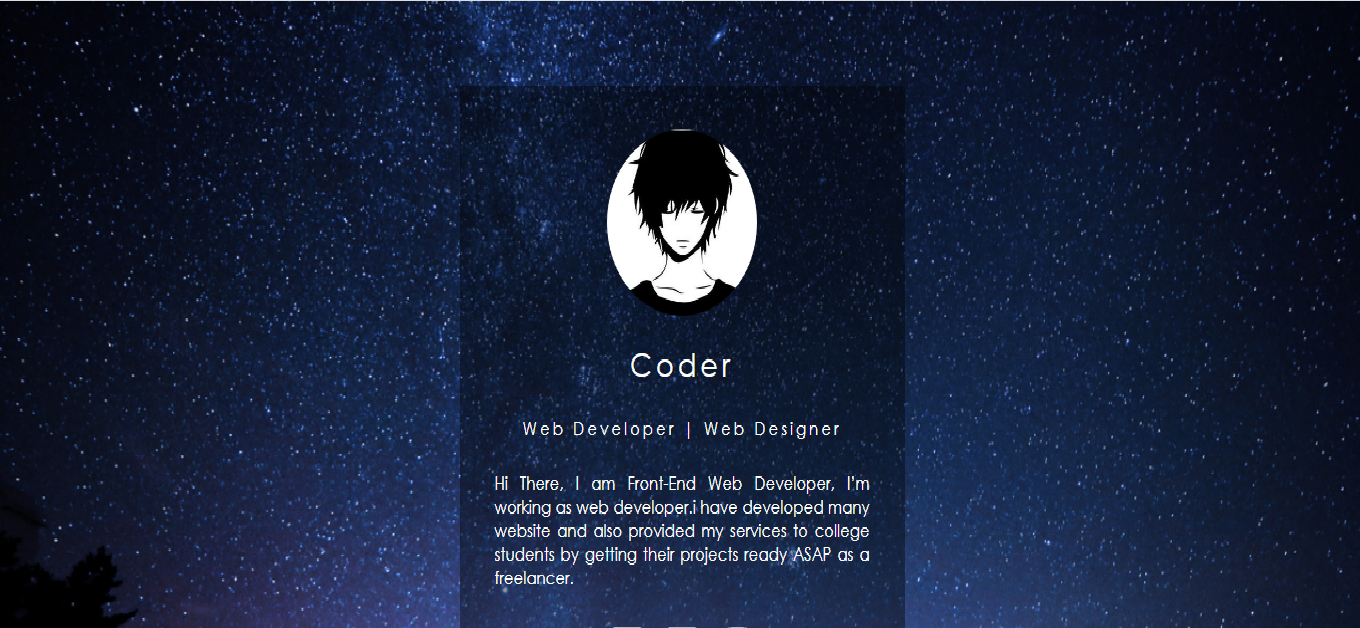 Coder
Web Developer | Web Designer
Hi There, I am Front-End Web Developer, I'm
working as web developer.i have developed many
website and also provided my services to college
students by getting their projects ready ASAP as a
freelancer.